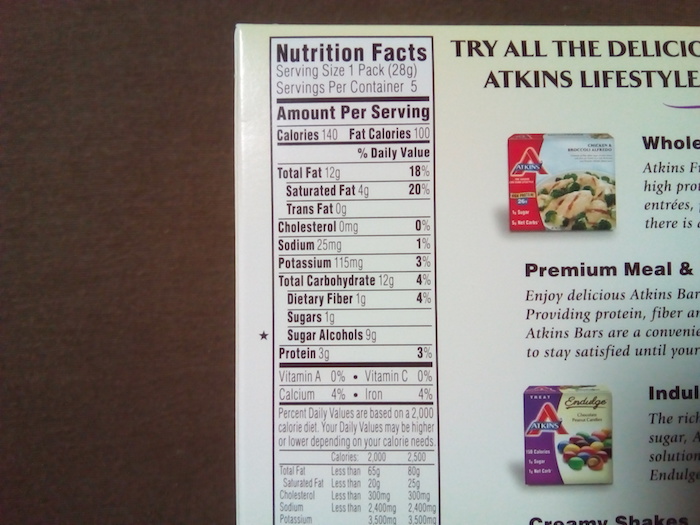 Nutrition Facts
Serving Size 1 Pack (28g)
Servings Per Container 5
Amount Per Serving
Calories 140 Fat Calories 100
% Daily Value
Total Fat 12g 18%
Saturated Fat 4g 20%
Trans Fat 0g
Cholesterol 0mg 0%
Sodium 25mg 1%
Potassium 115mg 3%
Total Carbohydrate 12g 4%
Dietary Fiber 1g 4%
Sugars 1g
★ Sugar Alcohols 9g
Protein 3g 3%
Vitamin A 0% • Vitamin C 0%
Calcium 4% • Iron 4%
Percent Daily Values are based on a 2,000
calorie diet. Your Daily Values may be higher
or lower depending on your calorie needs.
Calories: 2,000 2,500
Total Fat Less than 65g 80g
Saturated Fat Less than 20g 25g
Cholesterol Less than 300mg 300mg
Sodium Less than 2,400mg 2,400mg
Potassium 3,500mg 3,500mg
TRY ALL THE DELICIO
ATKINS LIFESTYLE
ATKINS
Whole
Atkins Fr
high pro
entrées,
there is a
Premium Meal &
Enjoy delicious Atkins Bar
Providing protein, fiber an
Atkins Bars are a convenie
to stay satisfied until your
TREAT
Endulge
Chocolate
Peanut Candies
ATKINS
Indul
The rich
sugar, A
solution
Endulge
Creamy Shakes